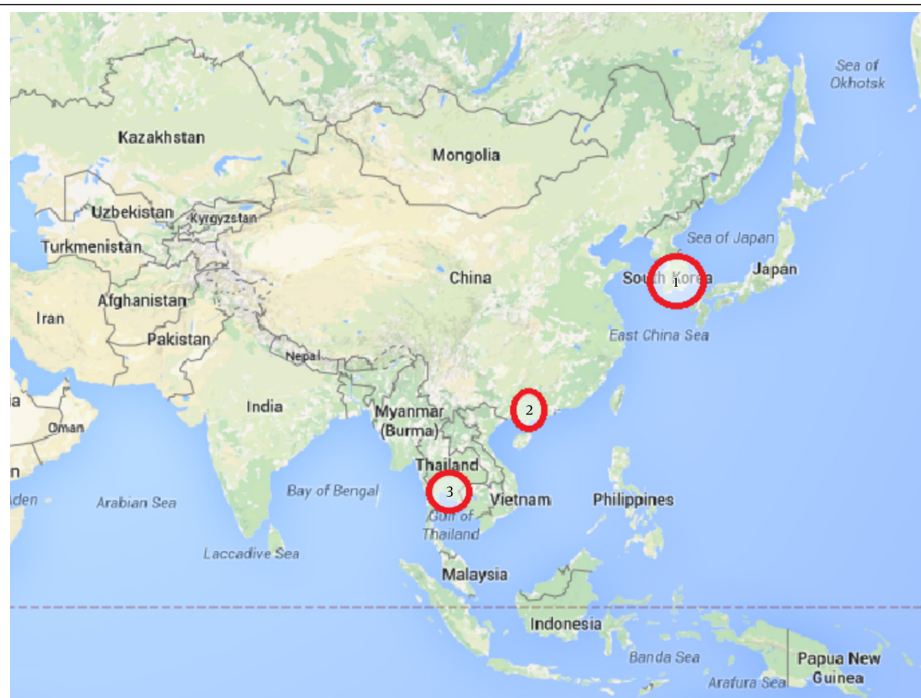 Sea of
Okhotsk
Kazakhstan
Mongolia
Uzbekistan
Kyrgyzstan
Sea of Japan
Turkmenistan
China
South Korea
1
Japan
Afghanistan
Iran
Pakistan
East China Sea
Nepal
a
India
Myanmar
(Burma)
2
Oman
Thailand
n
den
Arabian Sea
Bay of Bengal
3
Vietnam
Philippines
Gulf of
Thailand
Laccadive Sea
Malaysia
Indonesia
Banda Sea
Papua New
Guinea
Arafura Sea